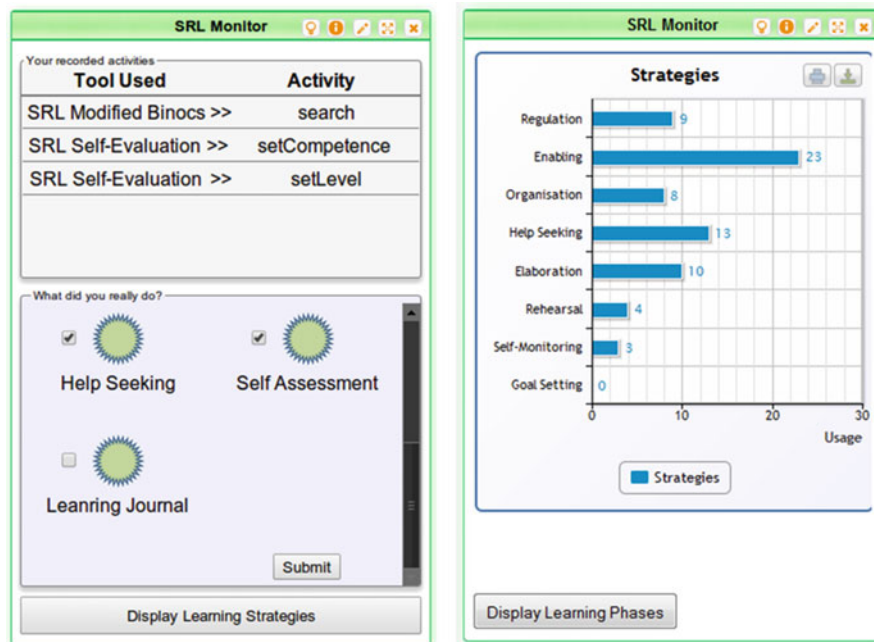 SRL Monitor
Your recorded activities
Tool Used Activity
SRL Modified Binocs >> search
SRL Self-Evaluation >> setCompetence
SRL Self-Evaluation >> setLevel
What did you really do?
Help Seeking Self Assessment
Leanring Journal
Submit
Display Learning Strategies
SRL Monitor
Strategies
Regulation 9
Enabling 23
Organisation 8
Help Seeking 13
Elaboration 10
Rehearsal 4
Self-Monitoring 3
Goal Setting 0
0 10 20 30
Usage
Strategies
Display Learning Phases